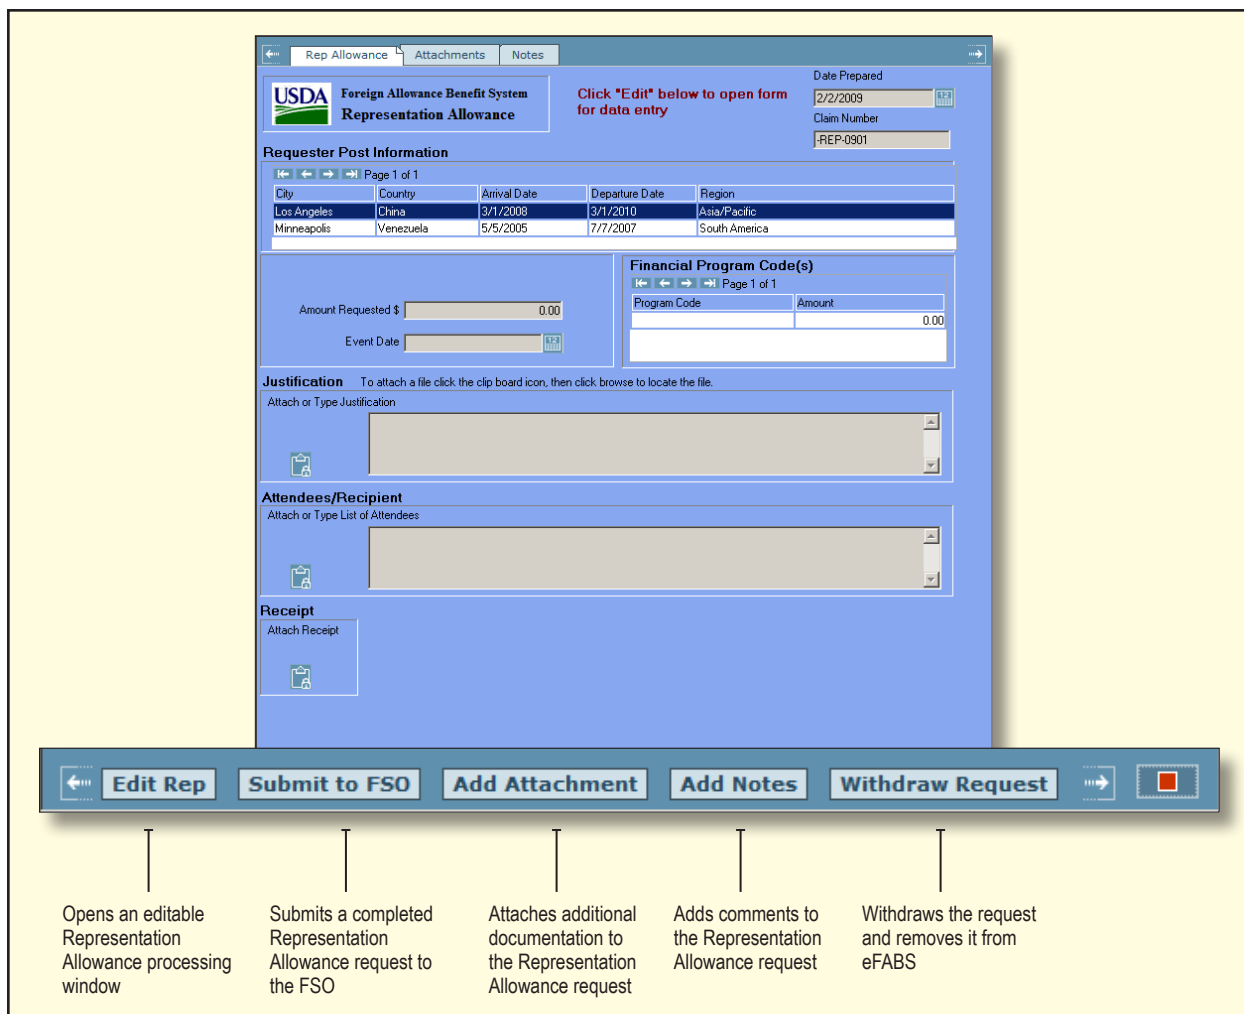 Rep Allowance Attachments Notes
Date Prepared
USDA Foreign Allowance Benefit System
Representation Allowance
Click "Edit" below to open form
for data entry
2/2/2009
Claim Number
-REP-0901
Requester Post Information
Page 1 of 1
City Country Arrival Date Departure Date Region
Los Angeles China 3/1/2008 3/1/2010 Asia/Pacific
Minneapolis Venezuela 5/5/2005 7/7/2007 South America
Financial Program Code(s)
Page 1 of 1
Program Code Amount
0.00
Amount Requested $ 0.00
Event Date
Justification To attach a file click the clip board icon, then click browse to locate the file.
Attach or Type Justification
Attendees/Recipient
Attach or Type List of Attendees
Receipt
Attach Receipt
Edit Rep Submit to FSO Add Attachment Add Notes Withdraw Request
Opens an editable
Representation
Allowance processing
window
Submits a completed
Representation
Allowance request to
the FSO
Attaches additional
documentation to
the Representation
Allowance request
Adds comments to
the Representation
Allowance request
Withdraws the request
and removes it from
eFABS